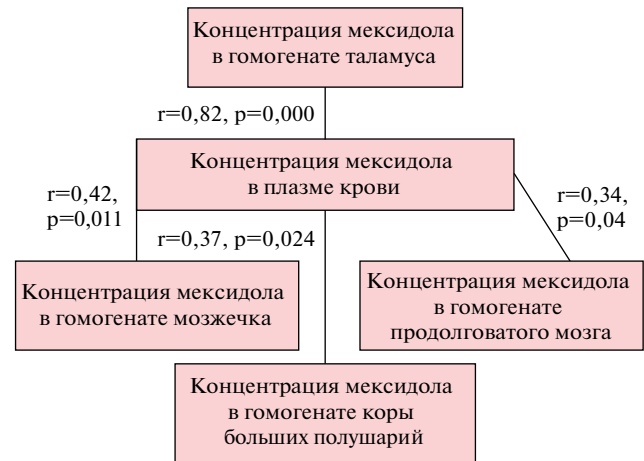 Концентрация мексидола
в гомогенате таламуса
r=0,82, p=0,000
Концентрация мексидола
в плазме крови
r=0,42,
p=0,011
r=0,37, p=0,024
r=0,34,
p=0,04
Концентрация мексидола
в гомогенате мозжечка
Концентрация мексидола
в гомогенате
продолговатого мозга
Концентрация мексидола
в гомогенате коры
больших полушарий